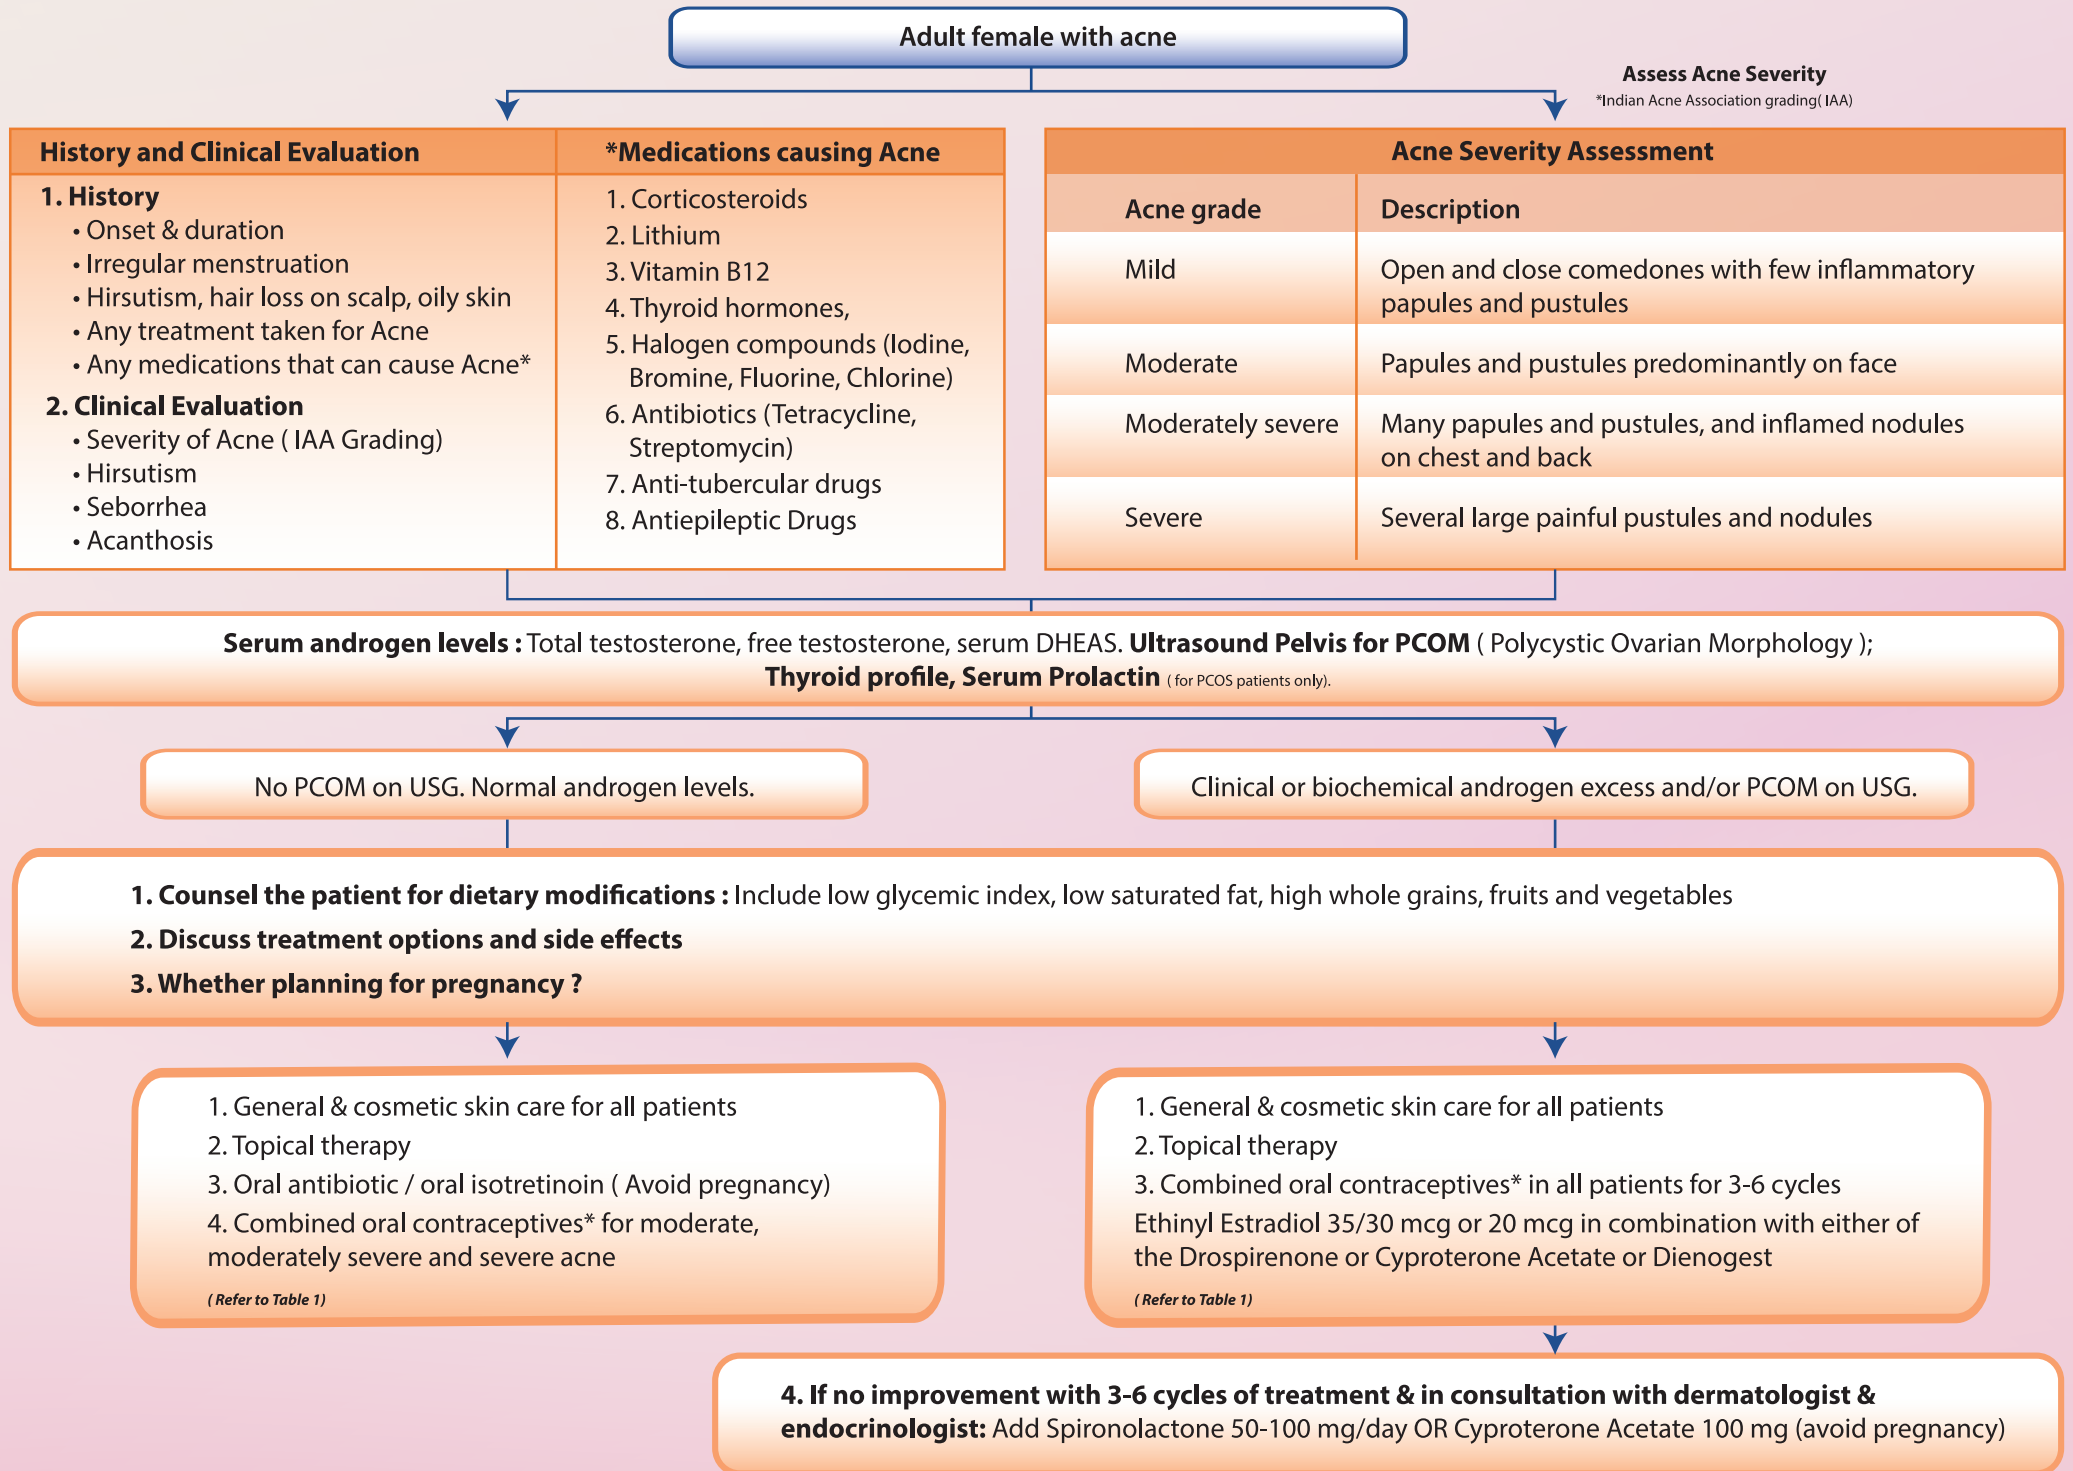 Adult female with acne
Assess Acne Severity
*Indian Acne Association grading( IAA)
History and Clinical Evaluation
1. History
• Onset & duration
• Irregular menstruation
• Hirsutism, hair loss on scalp, oily skin
• Any treatment taken for Acne
• Any medications that can cause Acne*
2. Clinical Evaluation
• Severity of Acne ( IAA Grading)
• Hirsutism
• Seborrhea
• Acanthosis
*Medications causing Acne
1. Corticosteroids
2. Lithium
3. Vitamin B12
4. Thyroid hormones,
5. Halogen compounds (Iodine,
Bromine, Fluorine, Chlorine)
6. Antibiotics (Tetracycline,
Streptomycin)
7. Anti-tubercular drugs
8. Antiepileptic Drugs
Acne Severity Assessment
Acne grade Description
Mild Open and close comedones with few inflammatory
papules and pustules
Moderate Papules and pustules predominantly on face
Moderately severe Many papules and pustules, and inflamed nodules
on chest and back
Severe Several large painful pustules and nodules
Serum androgen levels : Total testosterone, free testosterone, serum DHEAS. Ultrasound Pelvis for PCOM ( Polycystic Ovarian Morphology );
Thyroid profile, Serum Prolactin ( for PCOS patients only).
No PCOM on USG. Normal androgen levels.
Clinical or biochemical androgen excess and/or PCOM on USG.
1. Counsel the patient for dietary modifications : Include low glycemic index, low saturated fat, high whole grains, fruits and vegetables
2. Discuss treatment options and side effects
3. Whether planning for pregnancy ?
1. General & cosmetic skin care for all patients
2. Topical therapy
3. Oral antibiotic / oral isotretinoin ( Avoid pregnancy)
4. Combined oral contraceptives* for moderate,
moderately severe and severe acne
( Refer to Table 1)
1. General & cosmetic skin care for all patients
2. Topical therapy
3. Combined oral contraceptives* in all patients for 3-6 cycles
Ethinyl Estradiol 35/30 mcg or 20 mcg in combination with either of
the Drospirenone or Cyproterone Acetate or Dienogest
( Refer to Table 1)
4. If no improvement with 3-6 cycles of treatment & in consultation with dermatologist &
endocrinologist: Add Spironolactone 50-100 mg/day OR Cyproterone Acetate 100 mg (avoid pregnancy)